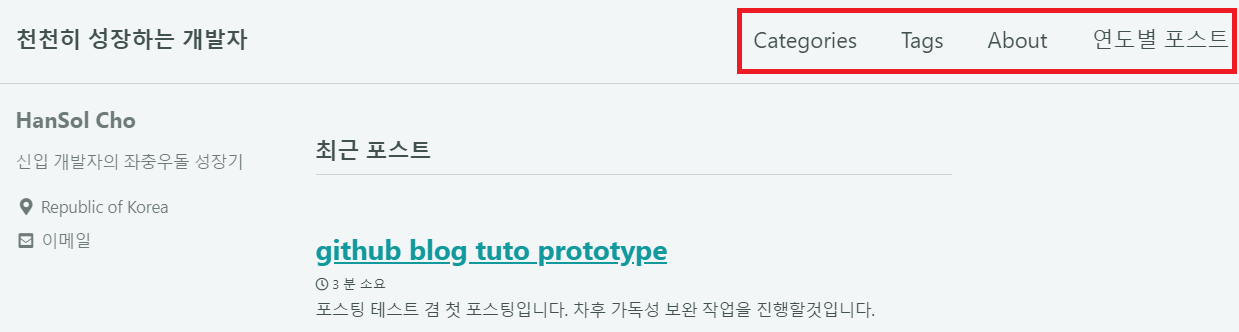 천천히 성장하는 개발자
Categories Tags About 연도별 포스트
HanSol Cho
신입 개발자의 좌충우돌 성장기
Republic of Korea
이메일
최근 포스트
github blog tuto prototype
3 분 소요
포스팅 테스트 겸 첫 포스팅입니다. 차후 가독성 보완 작업을 진행할것입니다.